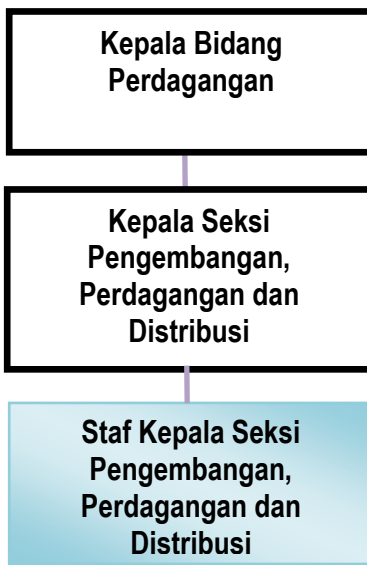 Kepala Bidang
Perdagangan
Kepala Seksi
Pengembangan,
Perdagangan dan
Distribusi
Staf Kepala Seksi
Pengembangan,
Perdagangan dan
Distribusi